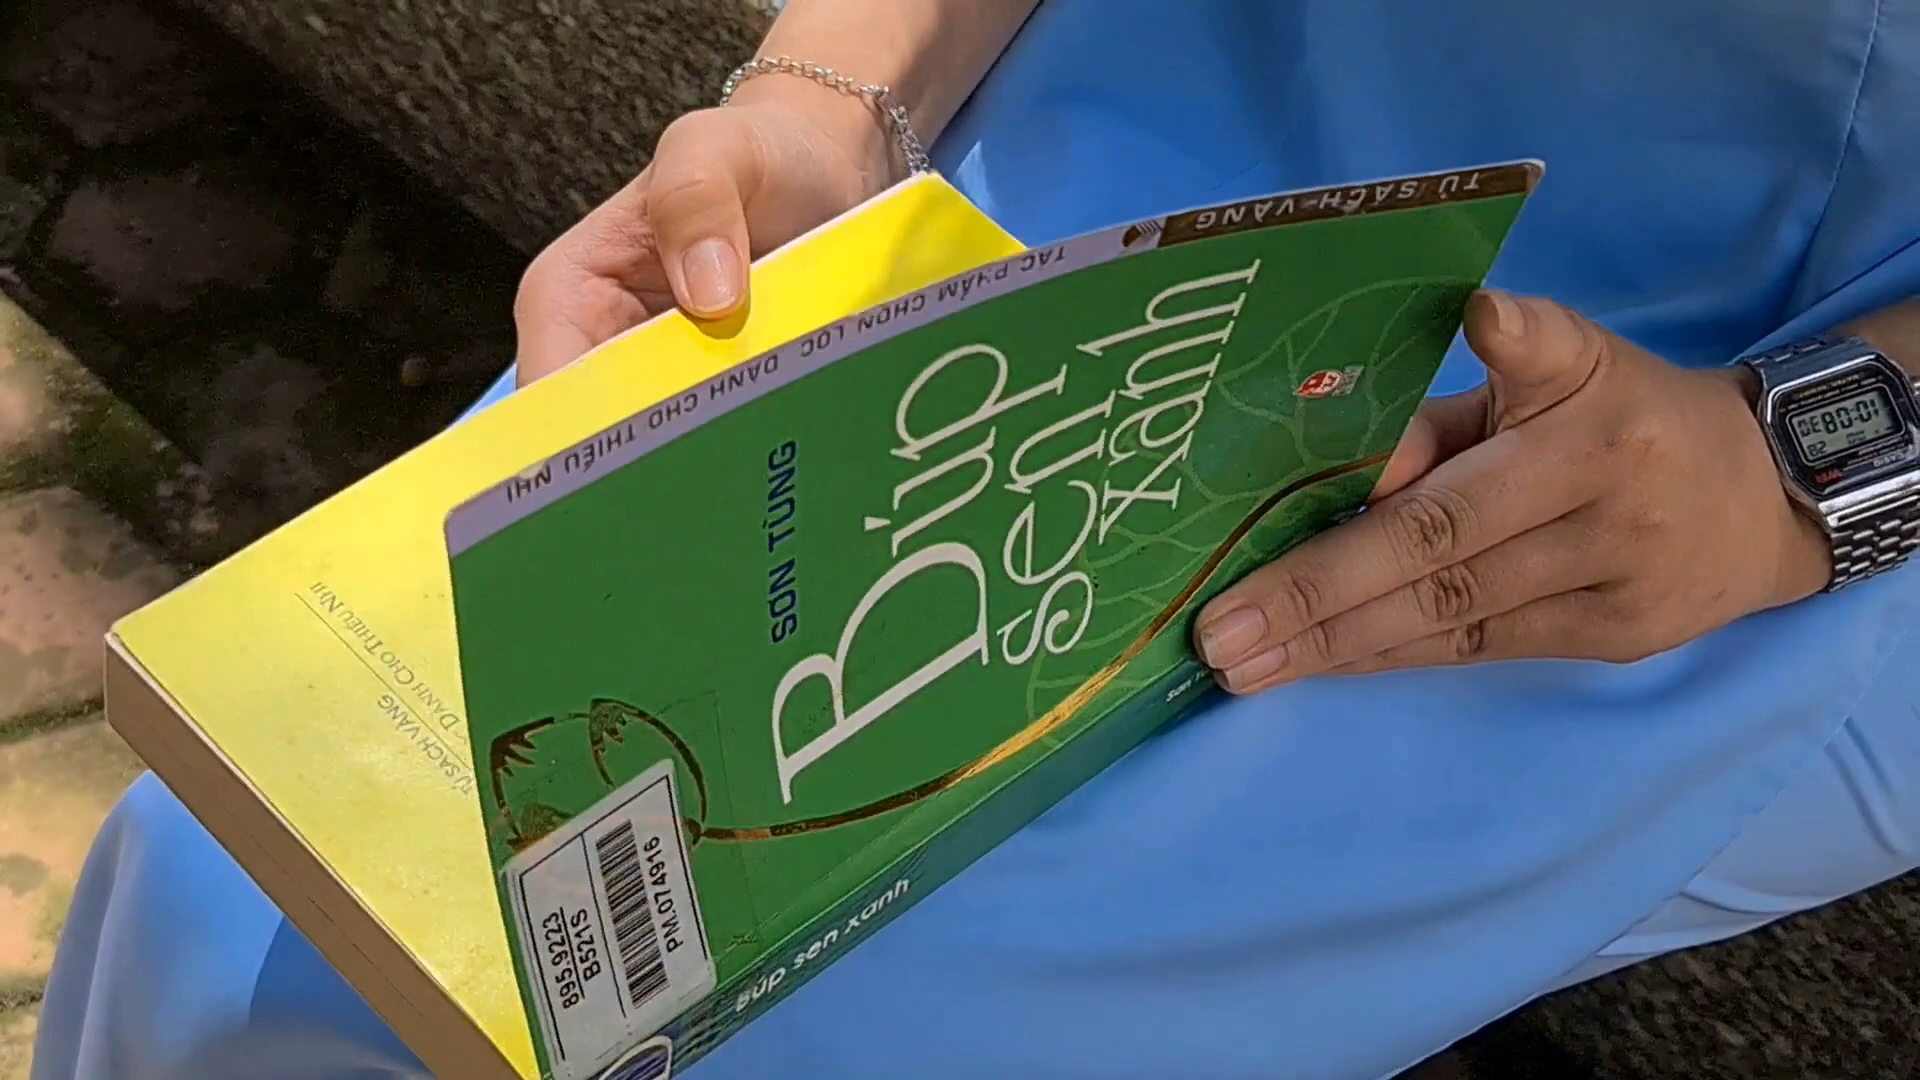 TỦ SÁCH VÀNG
TÁC PHẨM CHỌN LỌC DÀNH CHO THIẾU NHI
SƠN TÙNG
Búp
sen
xanh
Búp sen xanh
TỦ SÁCH VÀNG
DÀNH CHO THIẾU NHI
895.9223
B521S
PM.074916
CASIO